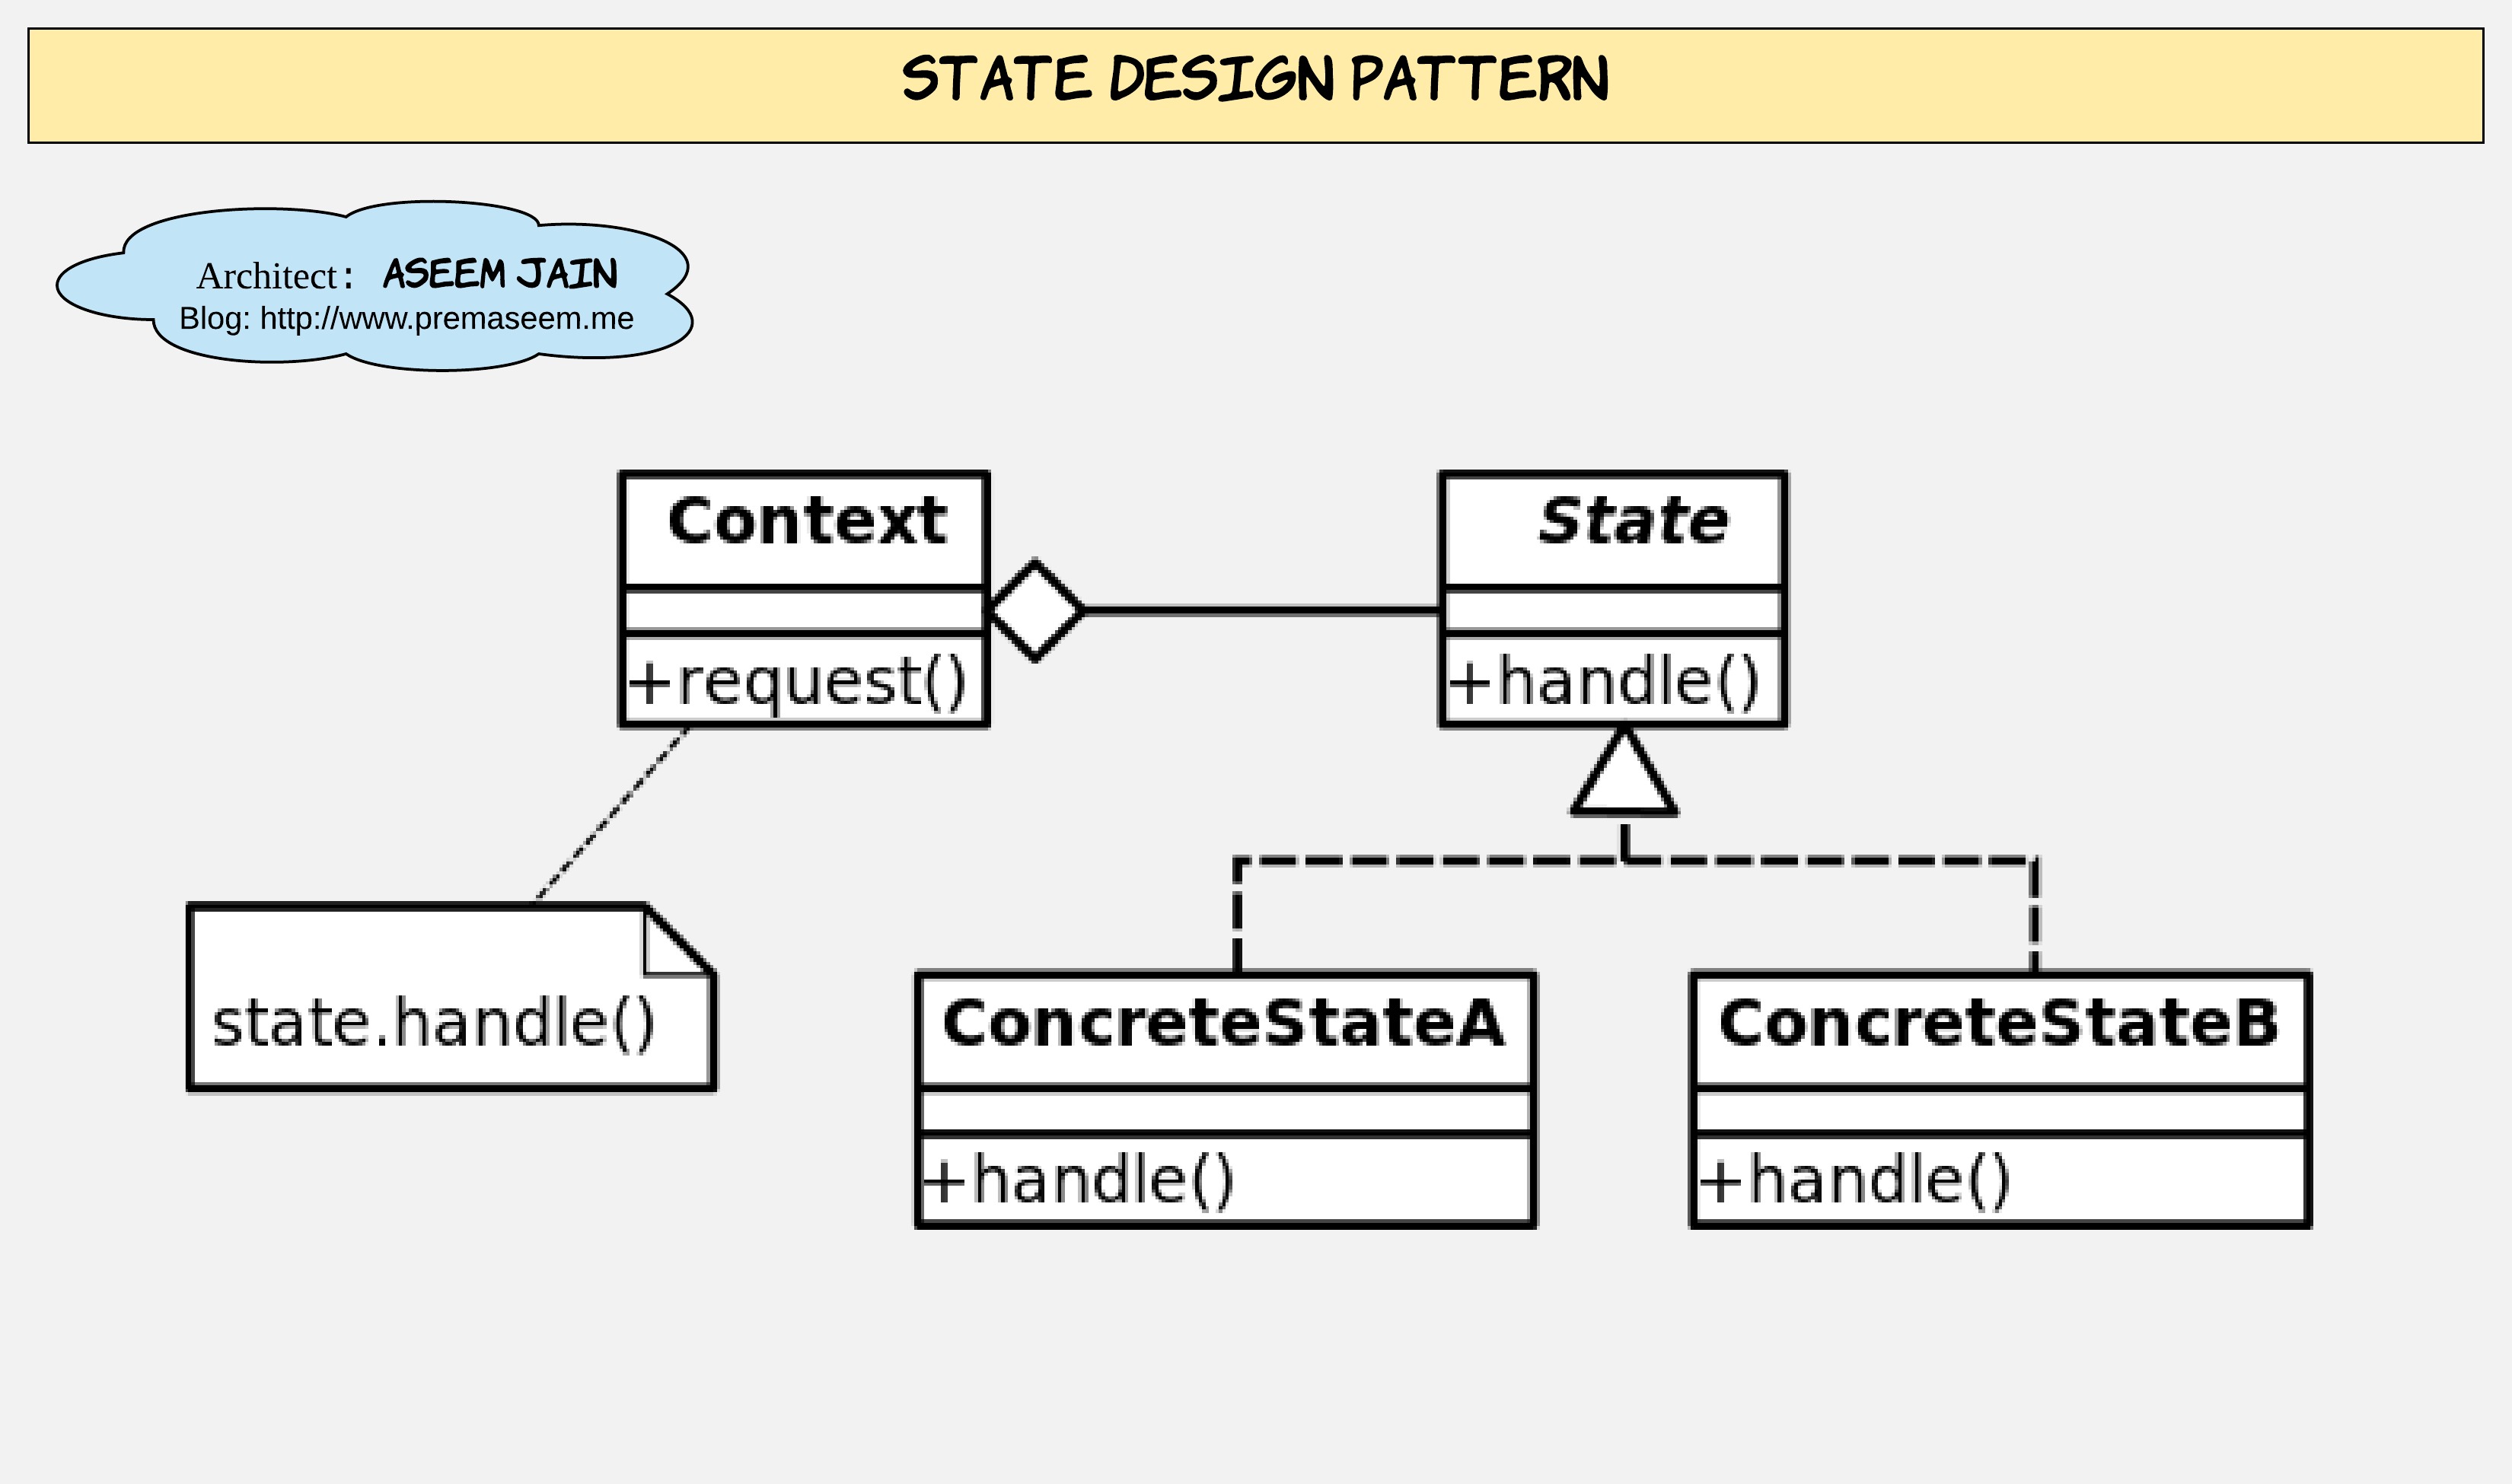 STATE DESIGN PATTERN
Architect: ASEEM JAIN
Blog: http://www.premaseem.me
Context
State
+request()
+handle()
state.handle()
ConcreteStateA
ConcreteStateB
+handle()
+handle()